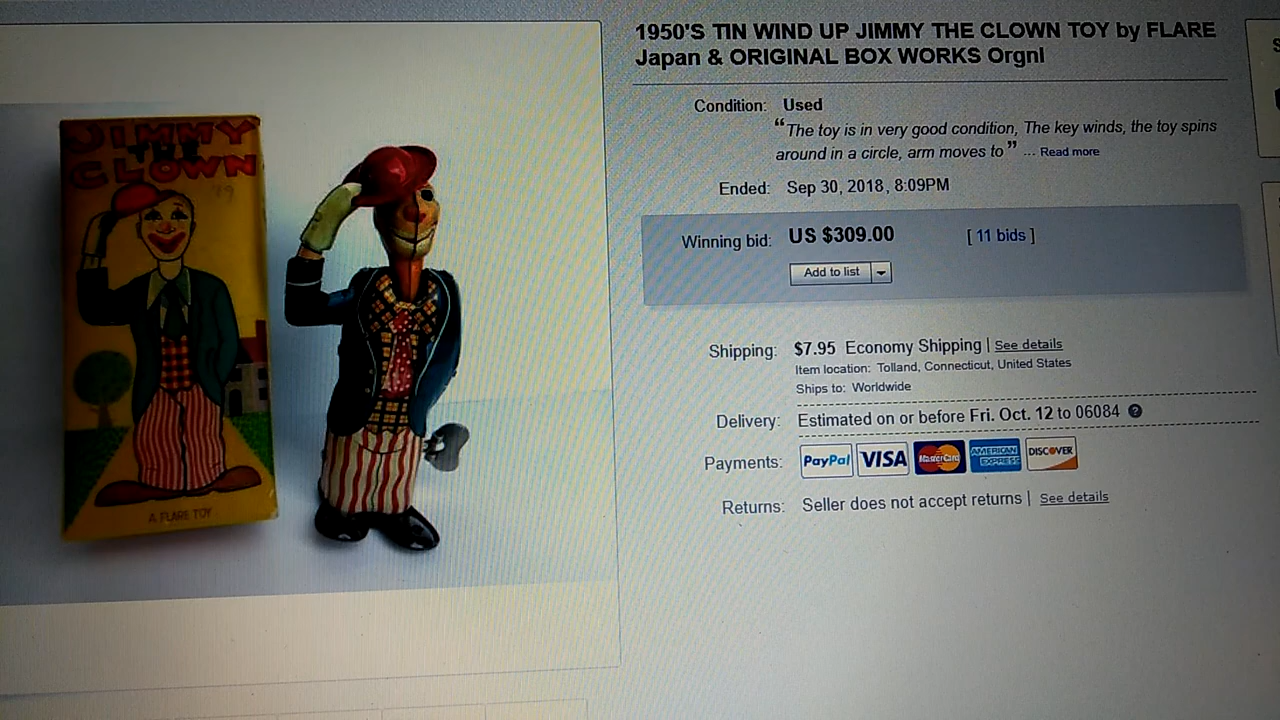 JIMMY
THE
CLOWN
A FLARE TOY
1950'S TIN WIND UP JIMMY THE CLOWN TOY by FLARE
Japan & ORIGINAL BOX WORKS Orgnl
Condition: Used
“The toy is in very good condition, The key winds, the toy spins
around in a circle, arm moves to” ... Read more
Ended: Sep 30, 2018, 8:09PM
Winning bid: US $309.00 [ 11 bids ]
Add to list
Shipping: $7.95 Economy Shipping | See details
Item location: Tolland, Connecticut, United States
Ships to: Worldwide
Delivery: Estimated on or before Fri. Oct. 12 to 06084 ?
Payments: PayPal VISA MasterCard AMERICAN EXPRESS DISCOVER
Returns: Seller does not accept returns | See details